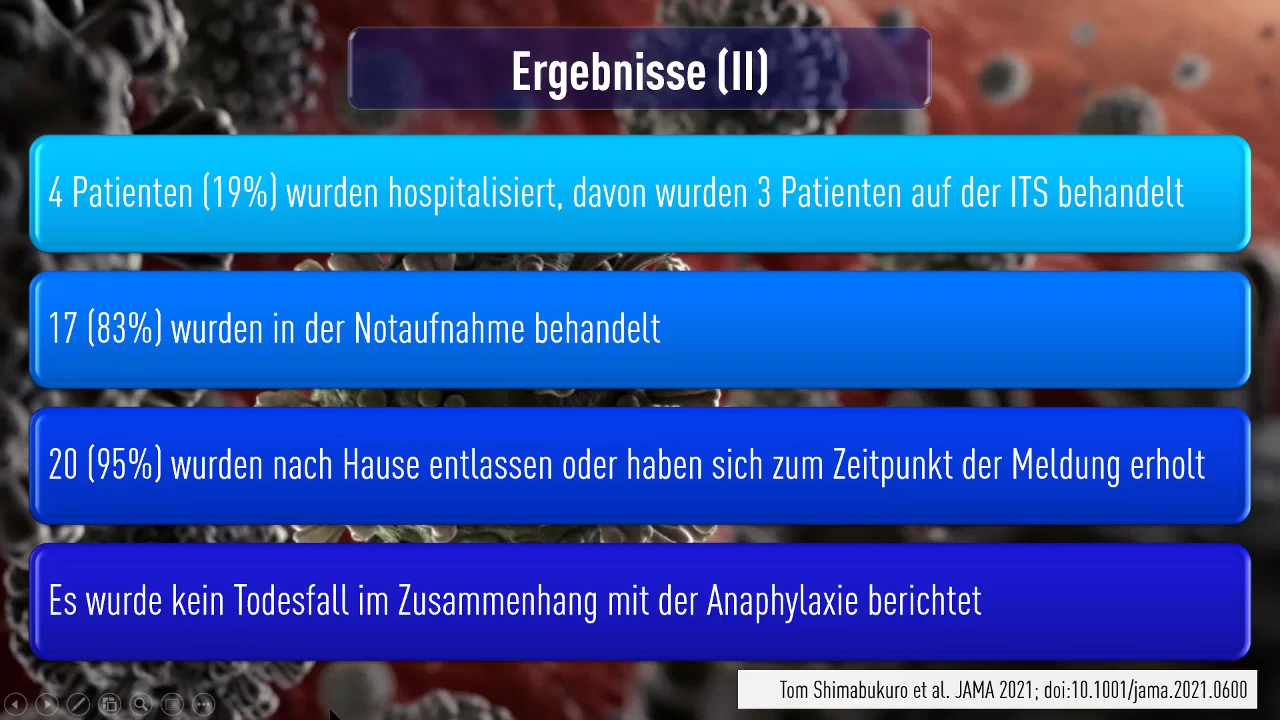 Ergebnisse (II)
4 Patienten (19%) wurden hospitalisiert, davon wurden 3 Patienten auf der ITS behandelt
17 (83%) wurden in der Notaufnahme behandelt
20 (95%) wurden nach Hause entlassen oder haben sich zum Zeitpunkt der Meldung erholt
Es wurde kein Todesfall im Zusammenhang mit der Anaphylaxie berichtet
Tom Shimabukuro et al. JAMA 2021; doi:10.1001/jama.2021.0600